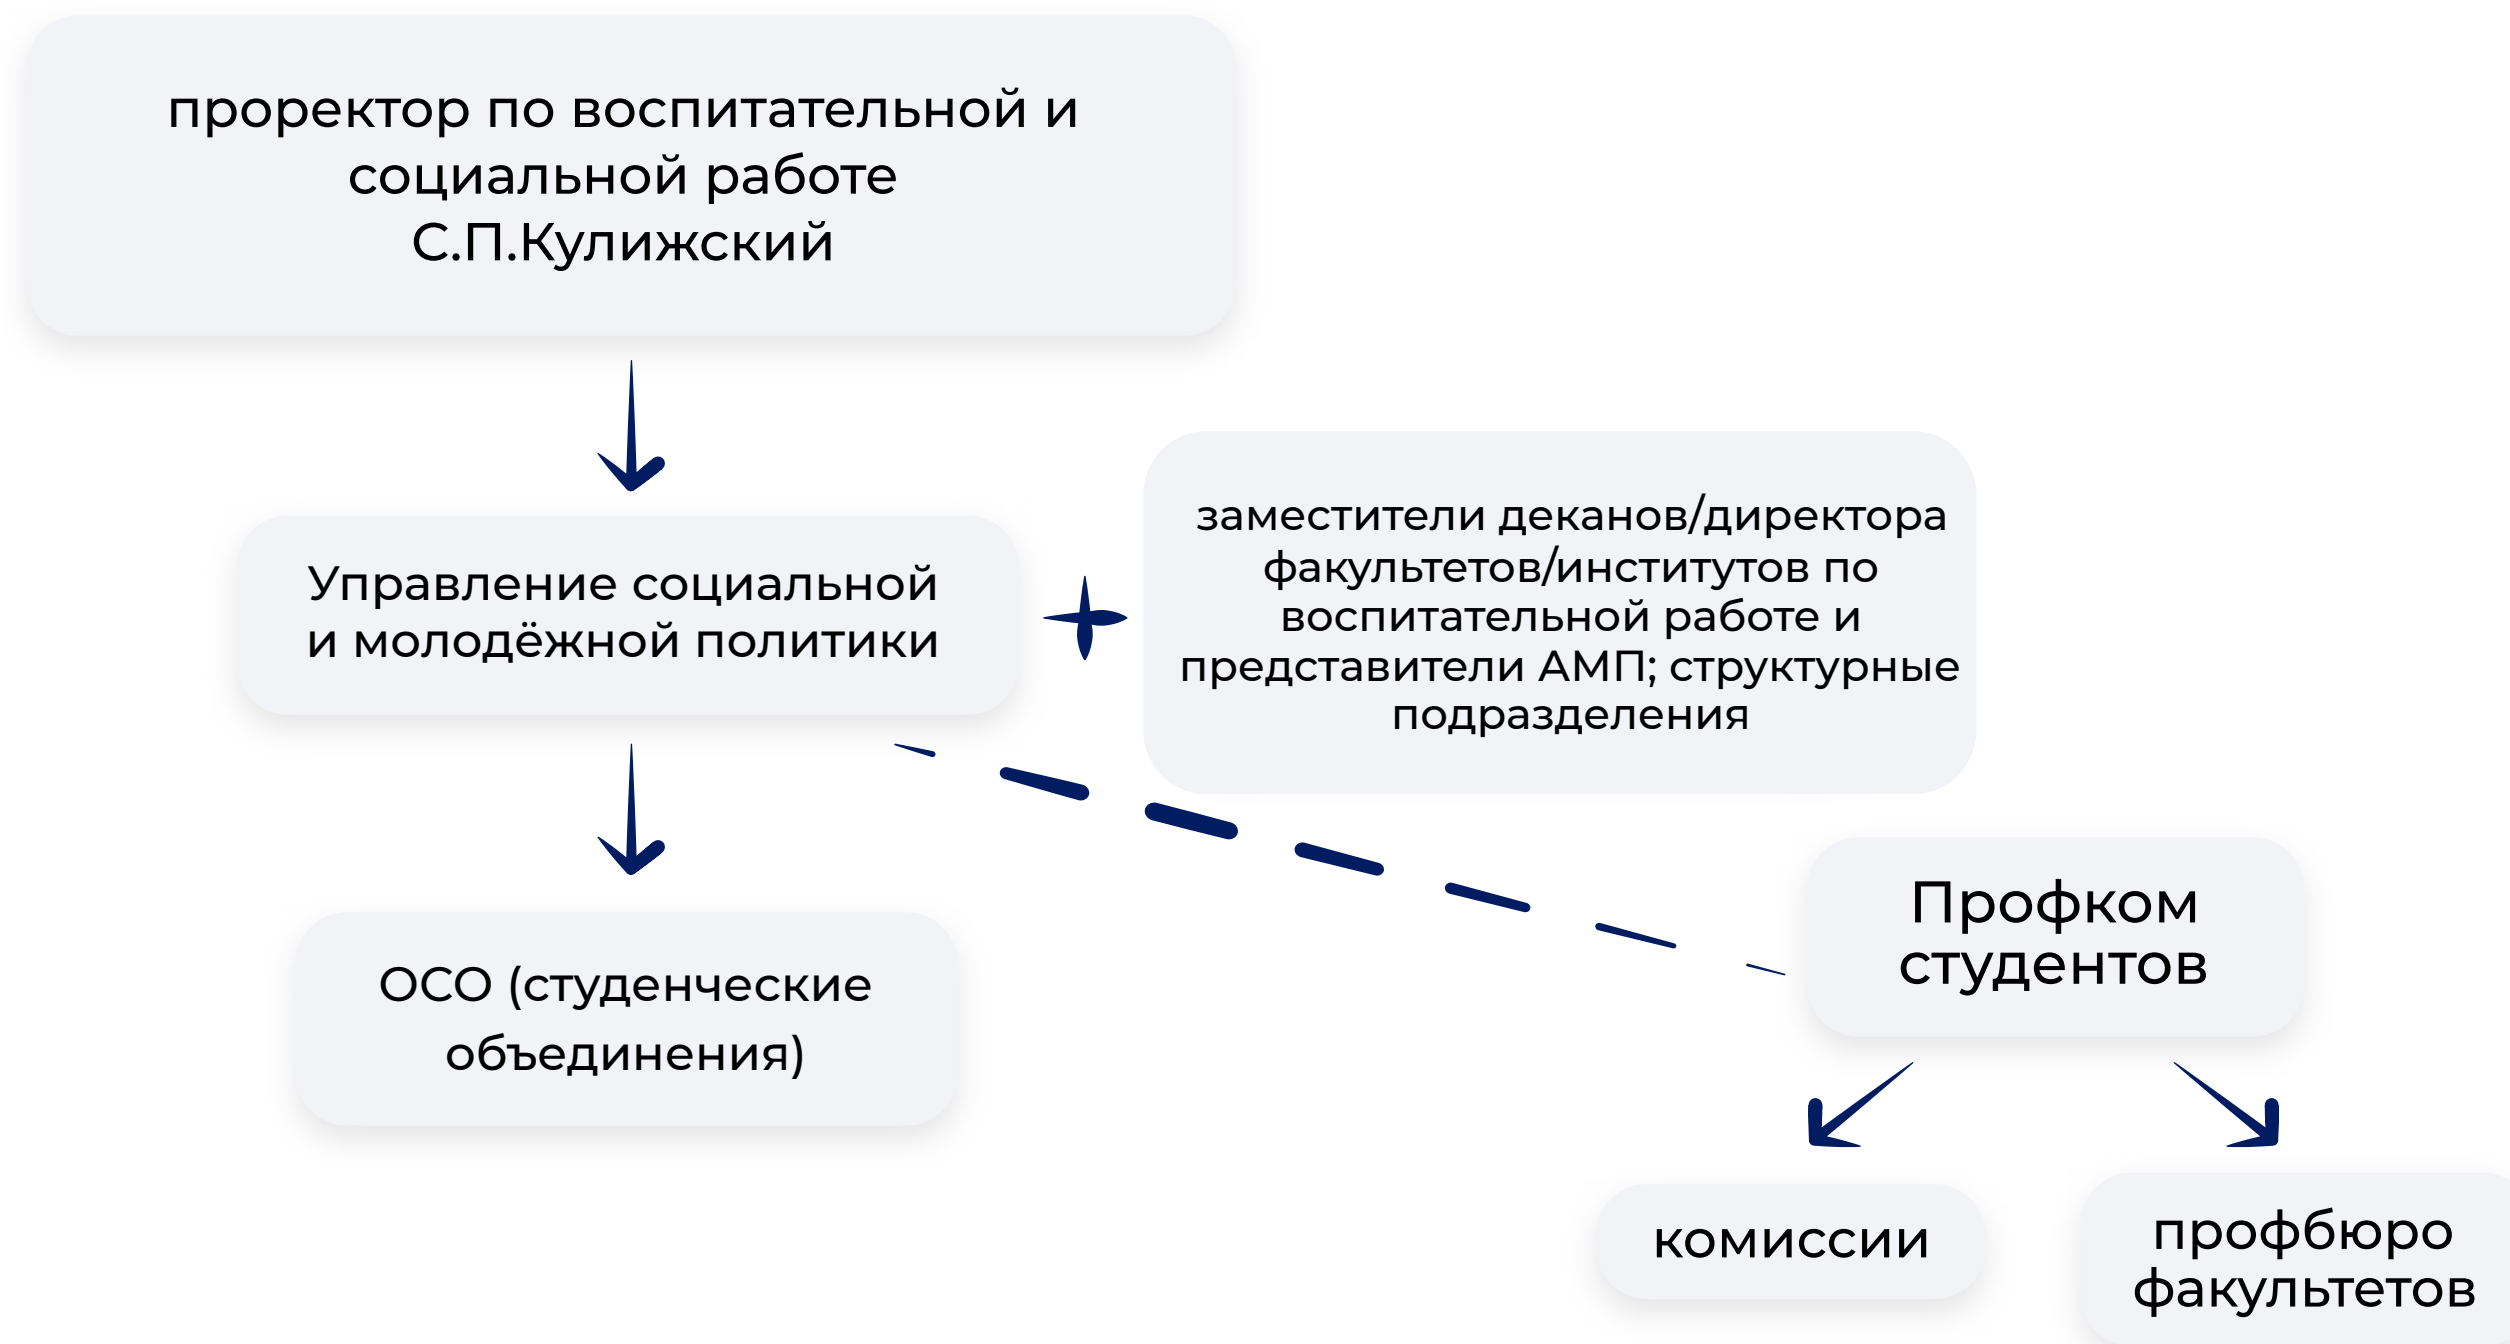 проректор по воспитательной и
социальной работе
С.П.Кулижский
Управление социальной
и молодёжной политики
заместители деканов/директора
факультетов/институтов по
воспитательной работе и
представители АМП; структурные
подразделения
ОСО (студенческие
объединения)
Профком
студентов
комиссии
профбюро
факультетов